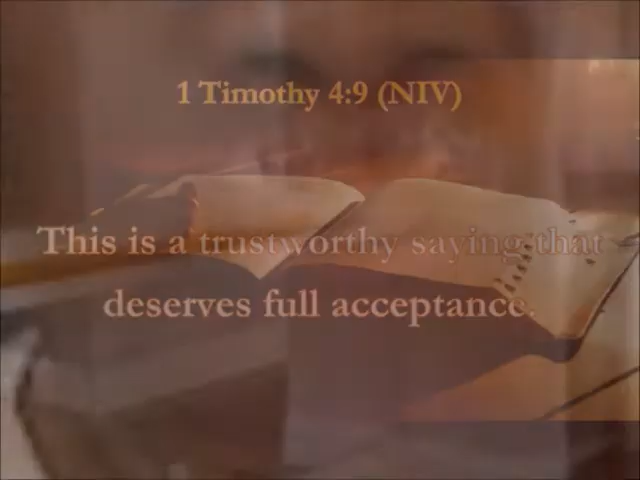 1 Timothy 4:9 (NIV)
This is a trustworthy saying that
deserves full acceptance.